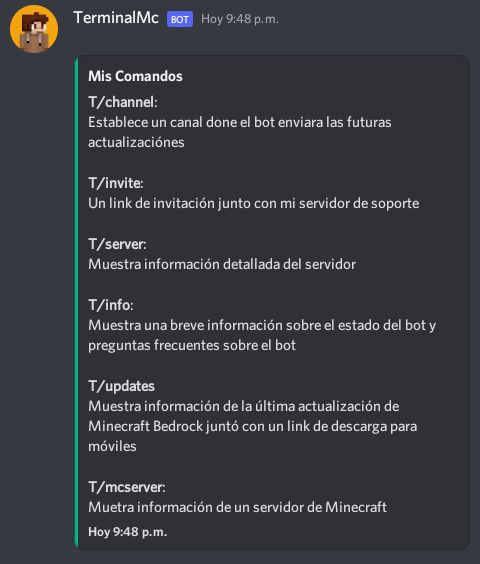 TerminalMc BOT Hoy 9:48 p.m.
Mis Comandos
T/channel:
Establece un canal done el bot enviara las futuras
actualizaciónes
T/invite:
Un link de invitación junto con mi servidor de soporte
T/server:
Muestra información detallada del servidor
T/info:
Muestra una breve información sobre el estado del bot y
preguntas frecuentes sobre el bot
T/updates
Muestra información de la última actualización de
Minecraft Bedrock juntó con un link de descarga para
móviles
T/mcserver:
Muetra información de un servidor de Minecraft
Hoy 9:48 p.m.